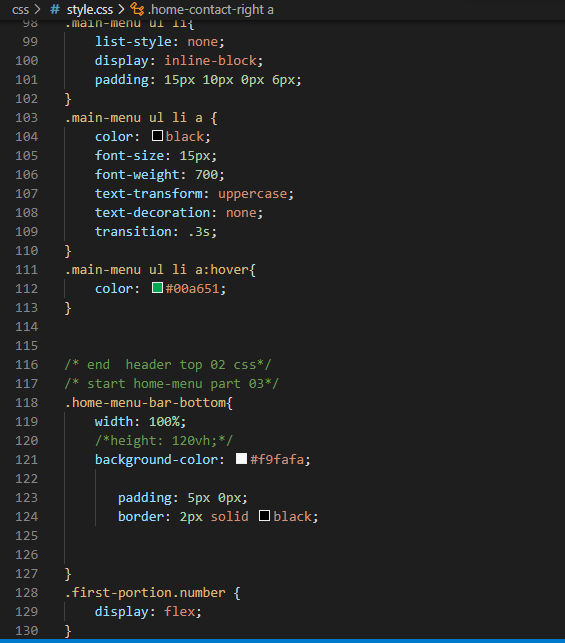 css > # style.css > .home-contact-right a
98 .main-menu ul li{
99 list-style: none;
100 display: inline-block;
101 padding: 15px 10px 0px 6px;
102 }
103 .main-menu ul li a {
104 color: black;
105 font-size: 15px;
106 font-weight: 700;
107 text-transform: uppercase;
108 text-decoration: none;
109 transition: .3s;
110 }
111 .main-menu ul li a:hover{
112 color: #00a651;
113 }
114
115
116 /* end  header top 02 css*/
117 /* start home-menu part 03*/
118 .home-menu-bar-bottom{
119 width: 100%;
120 /*height: 120vh;*/
121 background-color: #f9fafa;
122
123 padding: 5px 0px;
124 border: 2px solid black;
125
126
127 }
128 .first-portion.number {
129 display: flex;
130 }